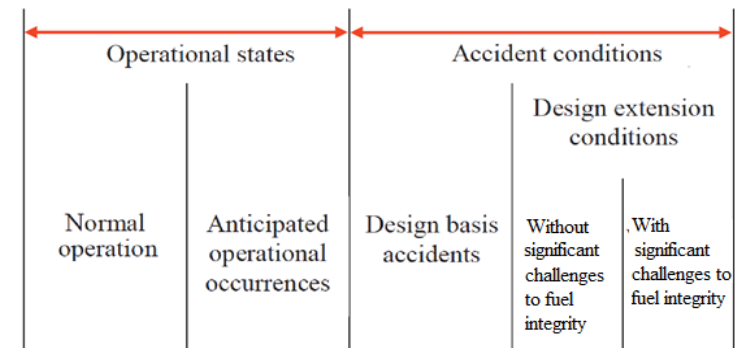 Operational states
Accident conditions
Design extension
conditions
Normal
operation
Anticipated
operational
occurrences
Design basis
accidents
Without
significant
challenges
to fuel
integrity
,With
significant
challenges to
fuel integrity